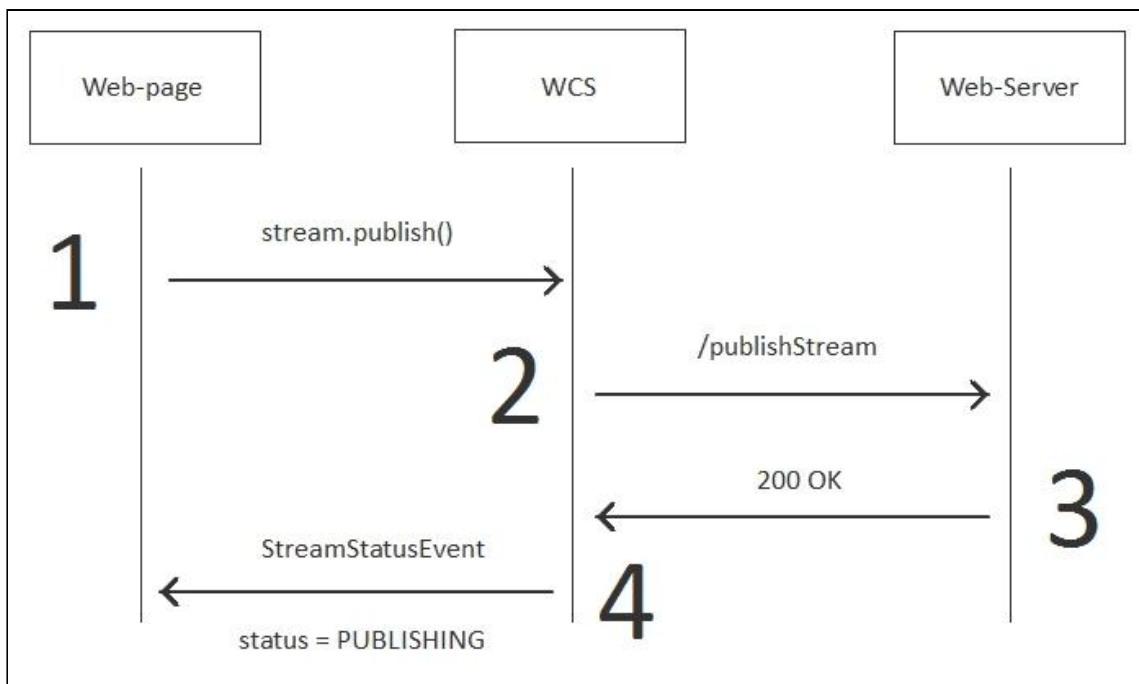 Web-page
WCS
Web-Server
1
stream.publish()
2
/publishStream
200 OK
3
StreamStatusEvent
4
status = PUBLISHING